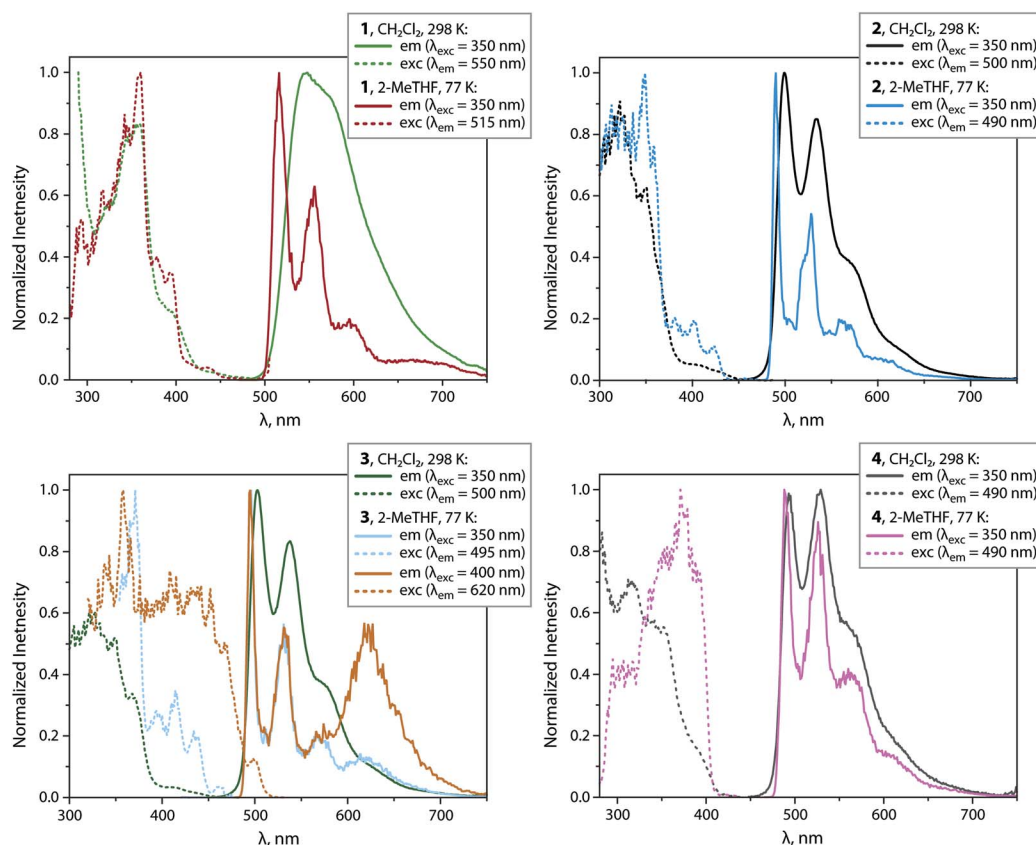 1, CH₂Cl₂, 298 K:
em (λexc = 350 nm)
exc (λem = 550 nm)
1, 2-MeTHF, 77 K:
em (λexc = 350 nm)
exc (λem = 515 nm)
1.0
0.8
0.6
0.4
0.2
0.0
Normalized Inetnesity
300 400 500 600 700
λ, nm
2, CH₂Cl₂, 298 K:
em (λexc = 350 nm)
exc (λem = 500 nm)
2, 2-MeTHF, 77 K:
em (λexc = 350 nm)
exc (λem = 490 nm)
1.0
0.8
0.6
0.4
0.2
0.0
Normalized Inetnesity
300 400 500 600 700
λ, nm
3, CH₂Cl₂, 298 K:
em (λexc = 350 nm)
exc (λem = 500 nm)
3, 2-MeTHF, 77 K:
em (λexc = 350 nm)
exc (λem = 495 nm)
em (λexc = 400 nm)
exc (λem = 620 nm)
1.0
0.8
0.6
0.4
0.2
0.0
Normalized Inetnesity
300 400 500 600 700
λ, nm
4, CH₂Cl₂, 298 K:
em (λexc = 350 nm)
exc (λem = 490 nm)
4, 2-MeTHF, 77 K:
em (λexc = 350 nm)
exc (λem = 490 nm)
1.0
0.8
0.6
0.4
0.2
0.0
Normalized Inetnesity
300 400 500 600 700
λ, nm